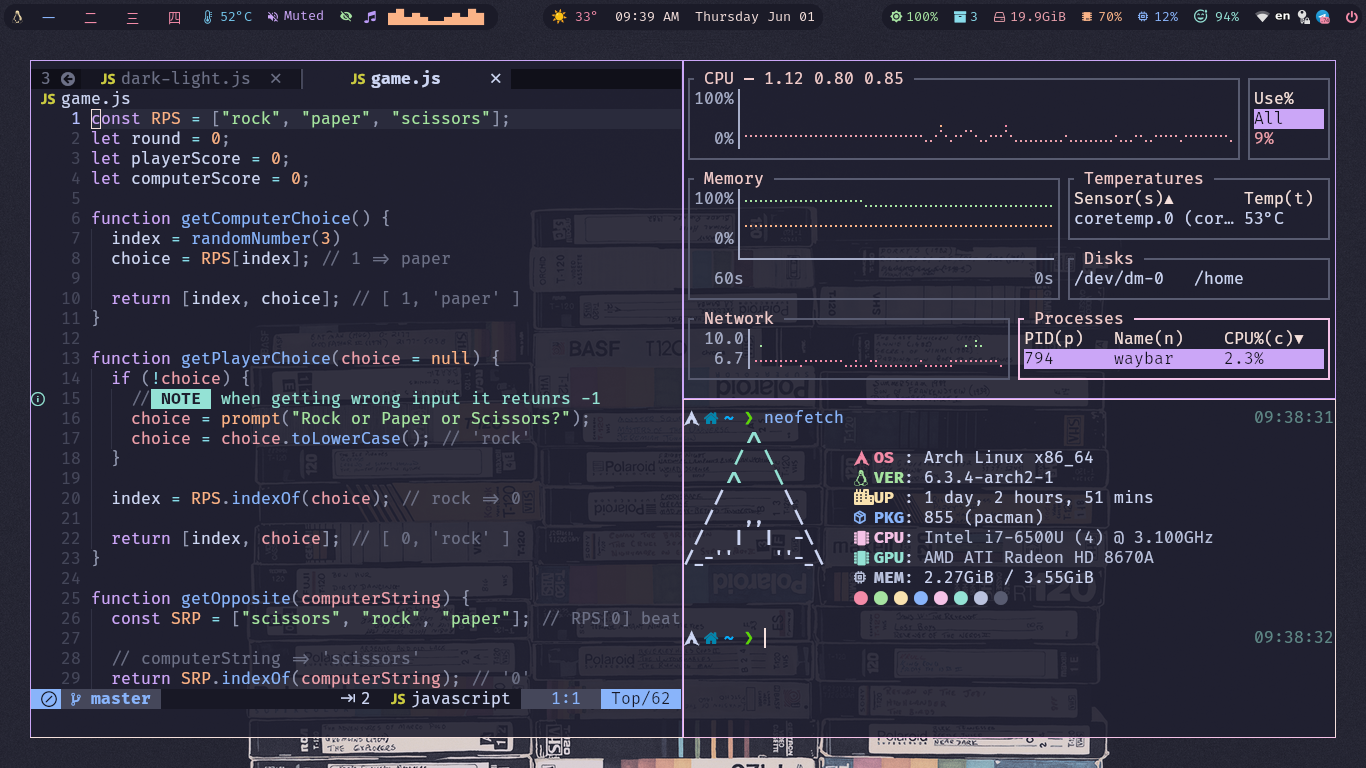 一 二 三 四 52°C Muted
33° 09:39 AM Thursday Jun 01
100% 3 19.9GiB 70% 12% 94% en
3 JS dark-light.js × | JS game.js ×
JS game.js
1 const RPS = ["rock", "paper", "scissors"];
2 let round = 0;
3 let playerScore = 0;
4 let computerScore = 0;
5
6 function getComputerChoice() {
7 index = randomNumber(3)
8 choice = RPS[index]; // 1 => paper
9
10 return [index, choice]; // [ 1, 'paper' ]
11 }
12
13 function getPlayerChoice(choice = null) {
14 if (!choice) {
15 // NOTE when getting wrong input it retunrs -1
16 choice = prompt("Rock or Paper or Scissors?");
17 choice = choice.toLowerCase(); // 'rock'
18 }
19
20 index = RPS.indexOf(choice); // rock => 0
21
22 return [index, choice]; // [ 0, 'rock' ]
23 }
24
25 function getOpposite(computerString) {
26 const SRP = ["scissors", "rock", "paper"]; // RPS[0] beat
27
28 // computerString => 'scissors'
29 return SRP.indexOf(computerString); // '0'
master 2 JS javascript 1:1 Top/62
CPU — 1.12 0.80 0.85
100%
0%
Use%
All
9%
Memory
100%
0%
60s 0s
Temperatures
Sensor(s)▲ Temp(t)
coretemp.0 (cor… 53°C
Disks
/dev/dm-0 /home
Network
10.0
6.7
Processes
PID(p) Name(n) CPU%(c)▼
794 waybar 2.3%
~ ❯ neofetch 09:38:31
OS : Arch Linux x86_64
VER: 6.3.4-arch2-1
UP : 1 day, 2 hours, 51 mins
PKG: 855 (pacman)
CPU: Intel i7-6500U (4) @ 3.100GHz
GPU: AMD ATI Radeon HD 8670A
MEM: 2.27GiB / 3.55GiB
~ ❯ 09:38:32
BASF
Polaroid
Polaroid
Polaroid
Polaroid